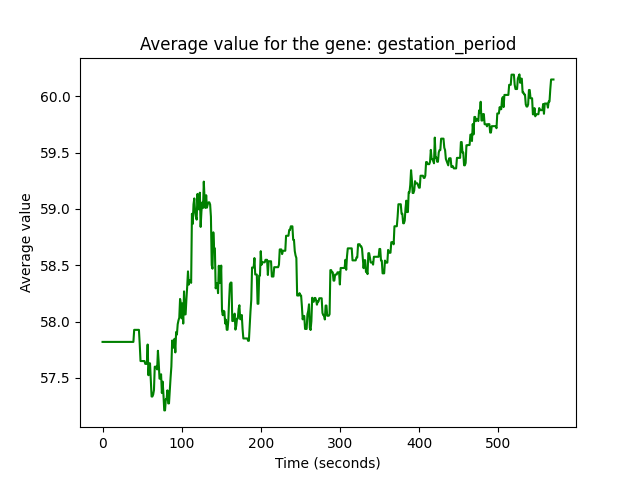 Average value for the gene: gestation_period
Average value
60.0
59.5
59.0
58.5
58.0
57.5
0 100 200 300 400 500
Time (seconds)